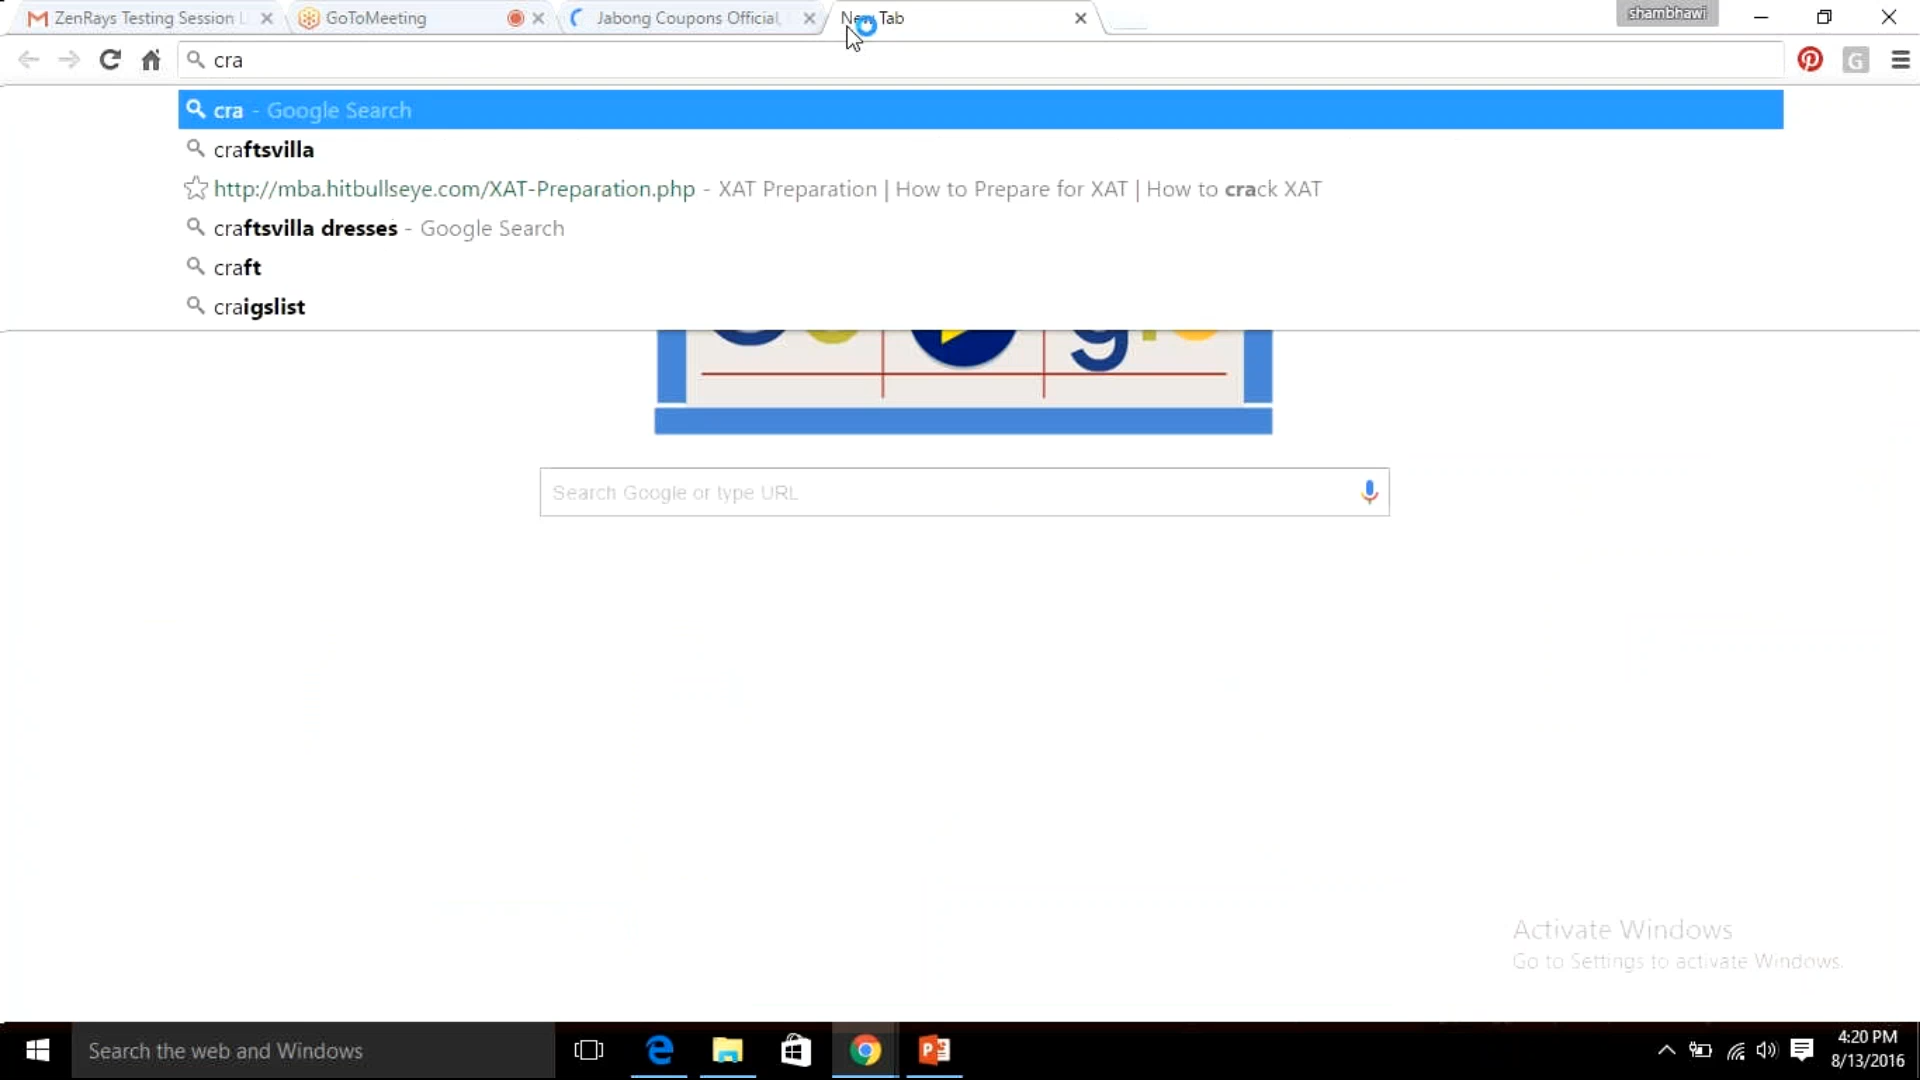 ZenRays Testing Session L
GoToMeeting
Jabong Coupons Official,
New Tab
shambhawi
cra
cra - Google Search
craftsvilla
http://mba.hitbullseye.com/XAT-Preparation.php - XAT Preparation | How to Prepare for XAT | How to crack XAT
craftsvilla dresses - Google Search
craft
craigslist
Search Google or type URL
Activate Windows
Go to Settings to activate Windows.
Search the web and Windows
4:20 PM
8/13/2016